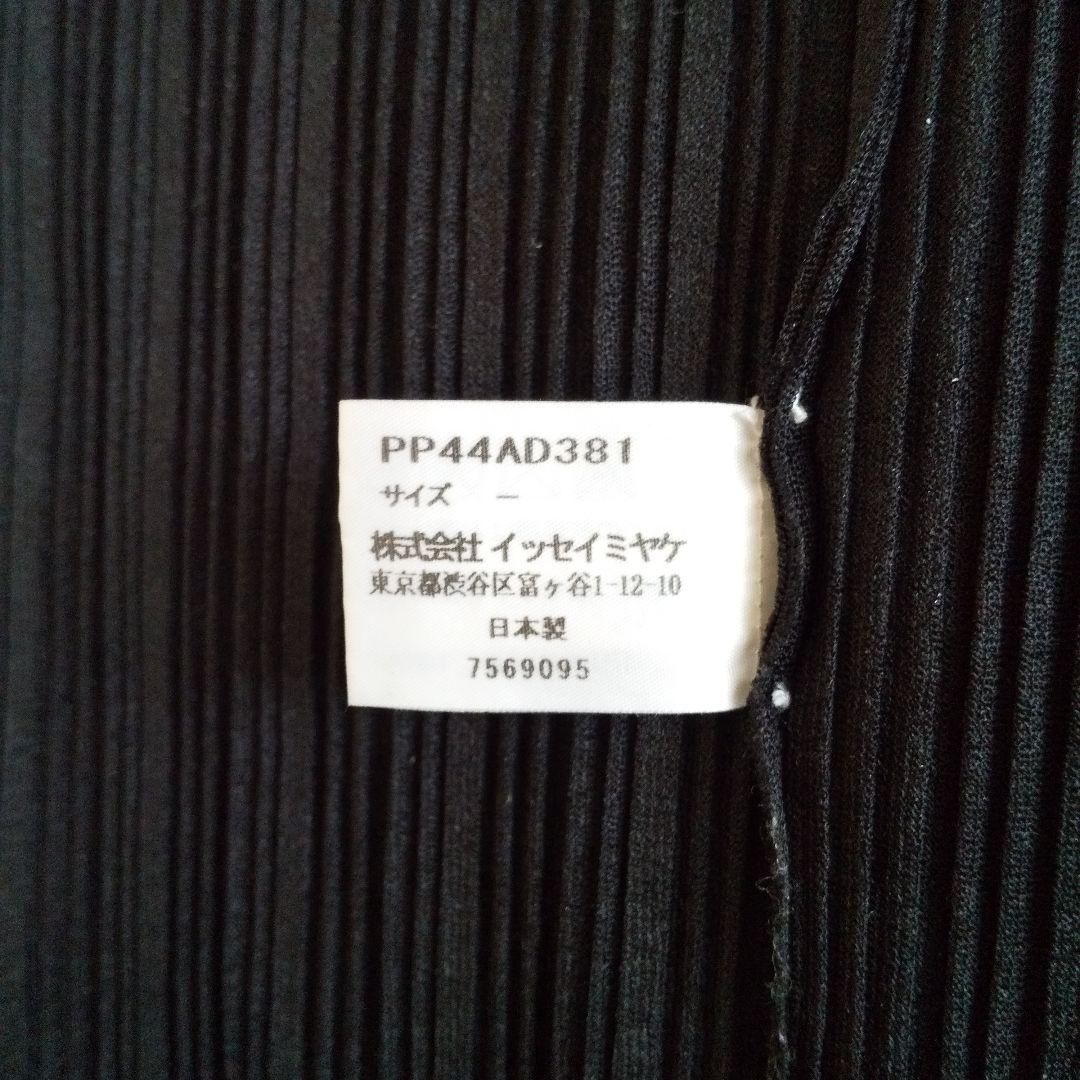 PP44AD381
サイズ －
株式会社 イッセイミヤケ
東京都渋谷区富ヶ谷1-12-10
日本製
7569095